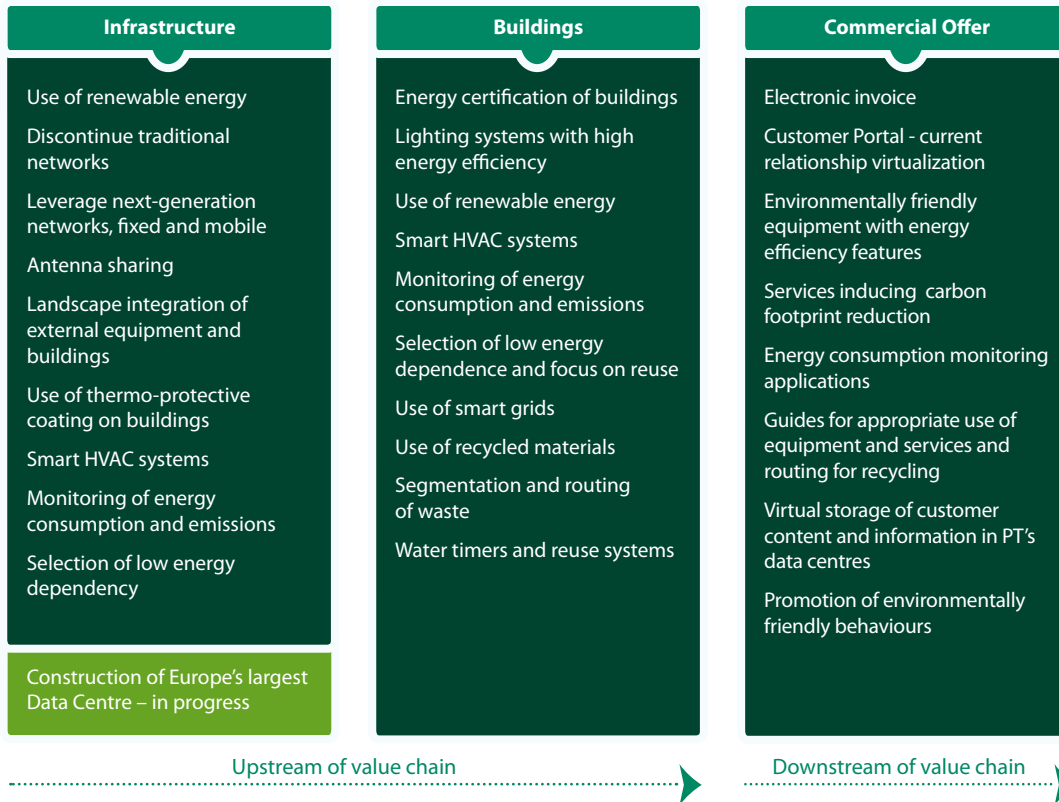 Infrastructure
Use of renewable energy
Discontinue traditional
networks
Leverage next-generation
networks, fixed and mobile
Antenna sharing
Landscape integration of
external equipment and
buildings
Use of thermo-protective
coating on buildings
Smart HVAC systems
Monitoring of energy
consumption and emissions
Selection of low energy
dependency
Construction of Europe’s largest
Data Centre – in progress
Buildings
Energy certification of buildings
Lighting systems with high
energy efficiency
Use of renewable energy
Smart HVAC systems
Monitoring of energy
consumption and emissions
Selection of low energy
dependence and focus on reuse
Use of smart grids
Use of recycled materials
Segmentation and routing
of waste
Water timers and reuse systems
Commercial Offer
Electronic invoice
Customer Portal - current
relationship virtualization
Environmentally friendly
equipment with energy
efficiency features
Services inducing carbon
footprint reduction
Energy consumption monitoring
applications
Guides for appropriate use of
equipment and services and
routing for recycling
Virtual storage of customer
content and information in PT’s
data centres
Promotion of environmentally
friendly behaviours
Upstream of value chain
Downstream of value chain